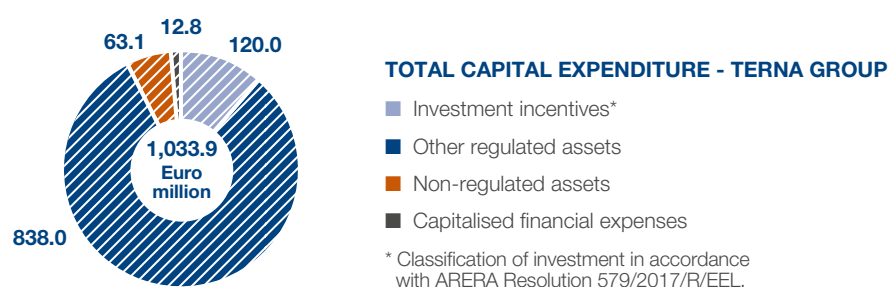 12.8
63.1
120.0
1,033.9
Euro
million
838.0
TOTAL CAPITAL EXPENDITURE - TERNA GROUP
Investment incentives*
Other regulated assets
Non-regulated assets
Capitalised financial expenses
* Classification of investment in accordance
with ARERA Resolution 579/2017/R/EEL.